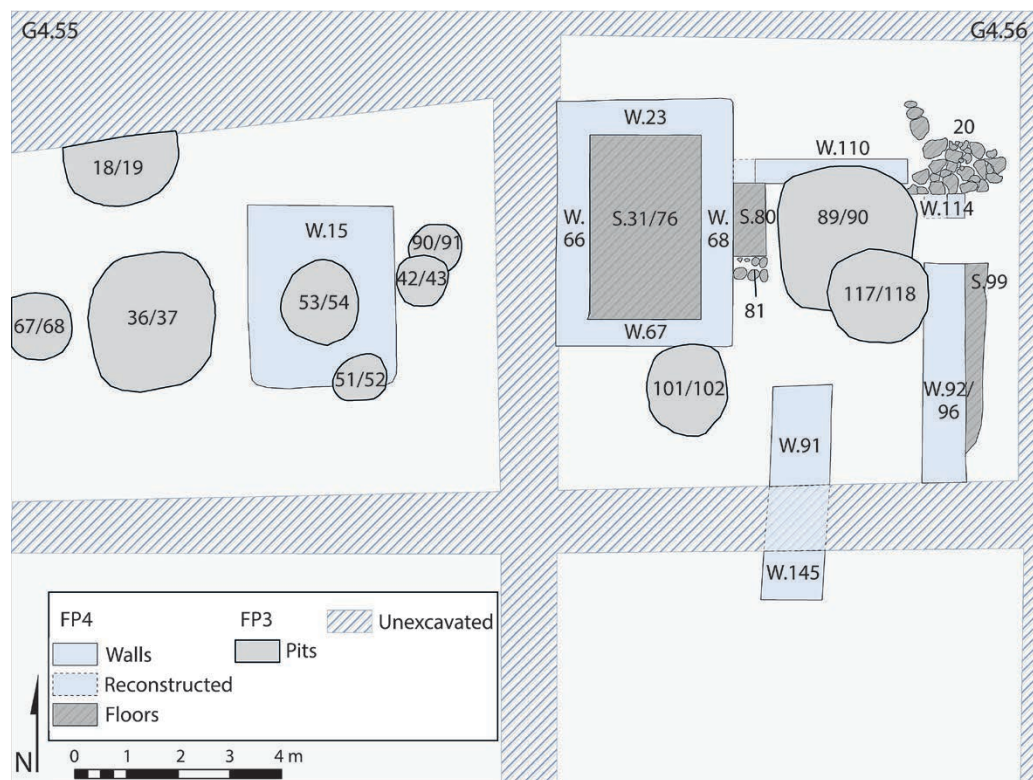 G4.55
G4.56
W.23
W.110
20
18/19
W.15
W.
66
S.31/76
W.
68
S.80
89/90
W.114
90/91
42/43
67/68
36/37
53/54
51/52
W.67
81
117/118
S.99
101/102
W.92/
96
W.91
W.145
FP4
FP3
Unexcavated
Walls
Pits
Reconstructed
Floors
N
0 1 2 3 4 m